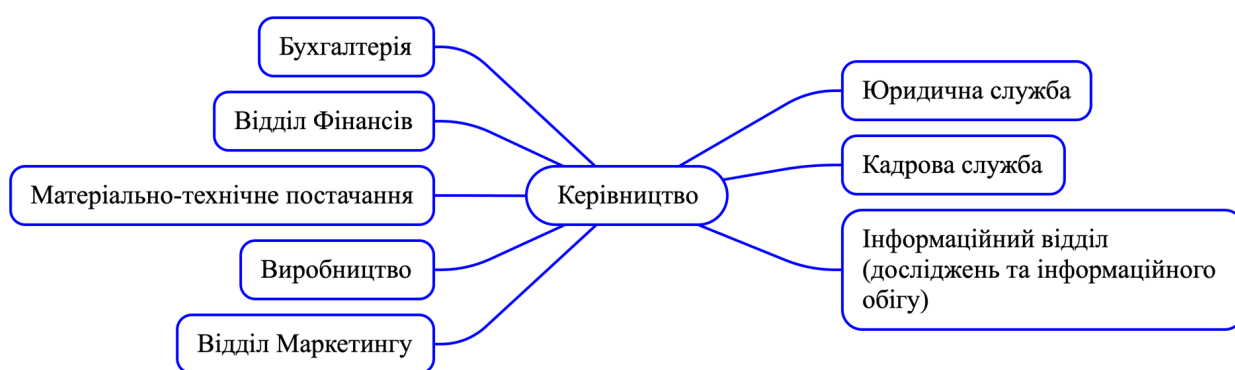 Бухгалтерія
Відділ Фінансів
Матеріально-технічне постачання
Виробництво
Відділ Маркетингу
Керівництво
Юридична служба
Кадрова служба
Інформаційний відділ
(досліджень та інформаційного
обігу)